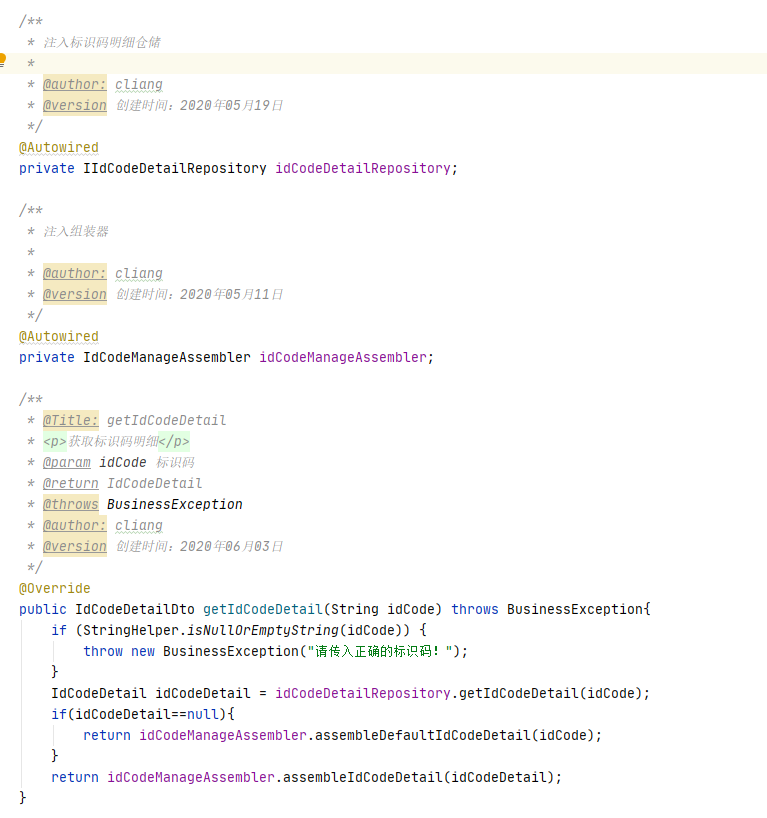 /**
 * 注入标识码明细仓储
 *
 * @author: cliang
 * @version 创建时间：2020年05月19日
 */
@Autowired
private IIdCodeDetailRepository idCodeDetailRepository;
/**
 * 注入组装器
 *
 * @author: cliang
 * @version 创建时间：2020年05月11日
 */
@Autowired
private IdCodeManageAssembler idCodeManageAssembler;
/**
 * @Title: getIdCodeDetail
 * <p>获取标识码明细</p>
 * @param idCode 标识码
 * @return IdCodeDetail
 * @throws BusinessException
 * @author: cliang
 * @version 创建时间：2020年06月03日
 */
@Override
public IdCodeDetailDto getIdCodeDetail(String idCode) throws BusinessException{
    if (StringHelper.isNullOrEmptyString(idCode)) {
        throw new BusinessException("请传入正确的标识码！");
    }
    IdCodeDetail idCodeDetail = idCodeDetailRepository.getIdCodeDetail(idCode);
    if(idCodeDetail==null){
        return idCodeManageAssembler.assembleDefaultIdCodeDetail(idCode);
    }
    return idCodeManageAssembler.assembleIdCodeDetail(idCodeDetail);
}